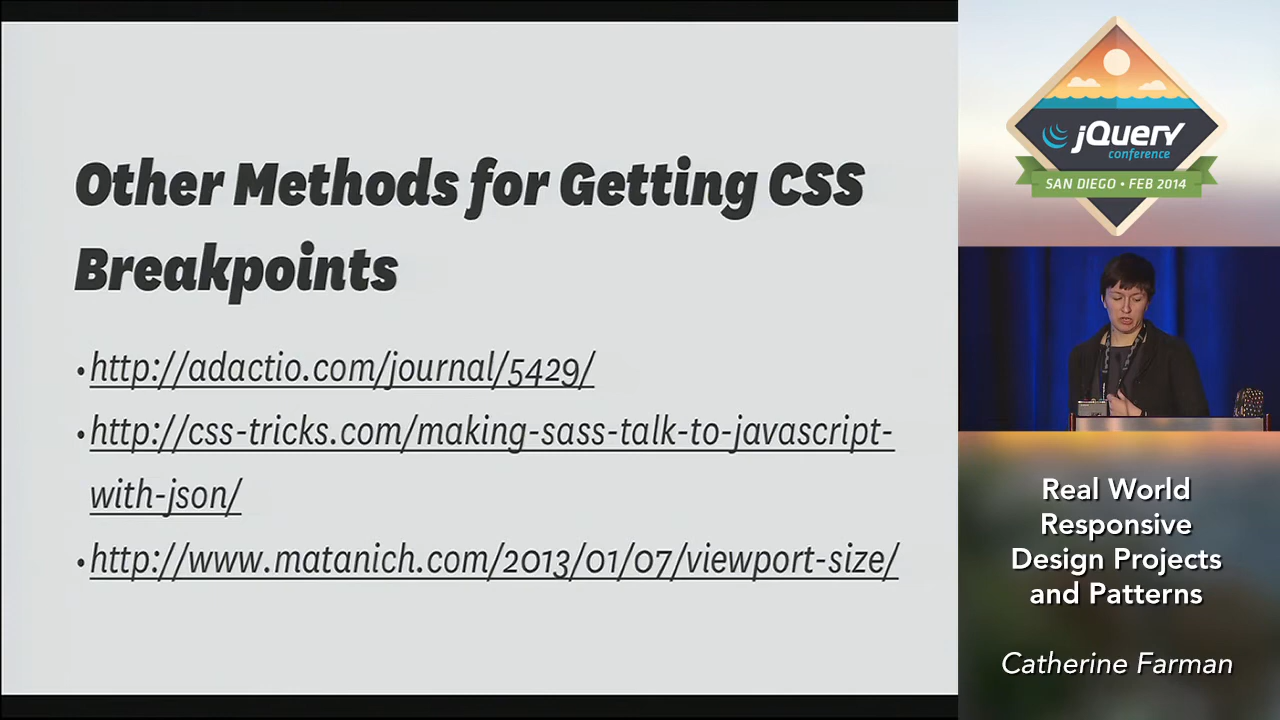 Other Methods for Getting CSS
Breakpoints
•http://adactio.com/journal/5429/
•http://css-tricks.com/making-sass-talk-to-javascript-
with-json/
•http://www.matanich.com/2013/01/07/viewport-size/
jQuery
conference
SAN DIEGO • FEB 2014
Real World
Responsive
Design Projects
and Patterns
Catherine Farman